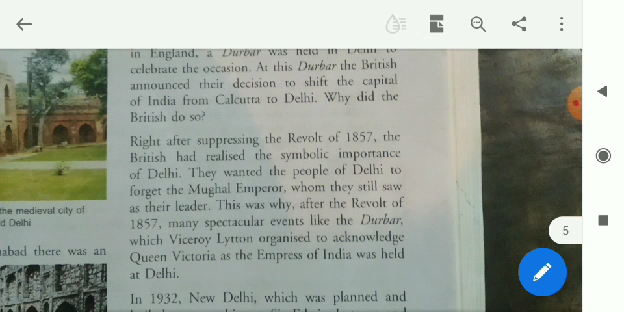 in England, a Durbar was held in Delhi to
celebrate the occasion. At this Durbar the British
announced their decision to shift the capital
of India from Calcutta to Delhi. Why did the
British do so?
Right after suppressing the Revolt of 1857, the
British had realised the symbolic importance
of Delhi. They wanted the people of Delhi to
forget the Mughal Emperor, whom they still saw
as their leader. This was why, after the Revolt of
1857, many spectacular events like the Durbar,
which Viceroy Lytton organised to acknowledge
Queen Victoria as the Empress of India was held
at Delhi.
In 1932, New Delhi, which was planned and
the medieval city of
d Delhi
abad there was an
5